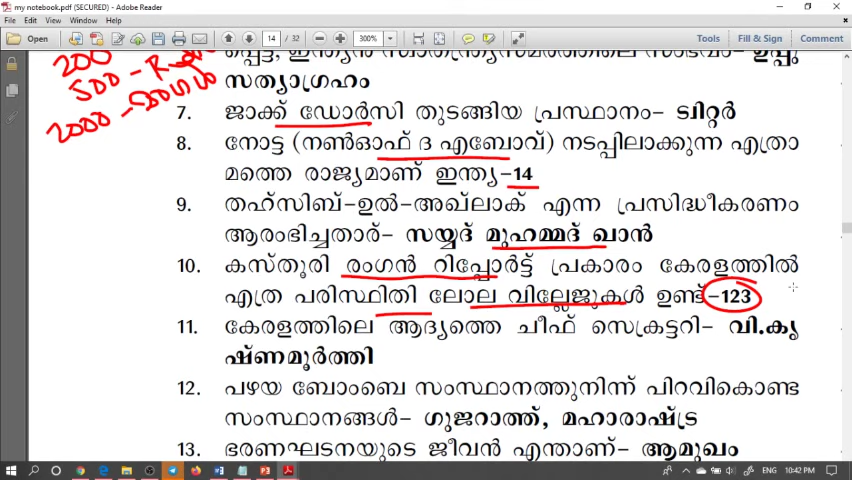 my notebook.pdf (SECURED) - Adobe Reader
File Edit View Window Help
Open 14 / 32 300% Tools Fill & Sign Comment
200
500 - R
2000 -
സത്യാഗ്രഹം
7. ജാക്ക് ഡോർസി തുടങ്ങിയ പ്രസ്ഥാനം- ട്വിറ്റർ
8. നോട്ട (നൺഓഫ് ദ എബോവ്) നടപ്പിലാക്കുന്ന എത്രാ
മത്തെ രാജ്യമാണ് ഇന്ത്യ-14
9. തഹ്സിബ്-ഉൽ-അഖ്ലാക് എന്ന പ്രസിദ്ധീകരണം
ആരംഭിച്ചതാര്- സയ്യദ് മുഹമ്മദ് ഖാൻ
10. കസ്തൂരി രംഗൻ റിപ്പോർട്ട് പ്രകാരം കേരളത്തിൽ
എത്ര പരിസ്ഥിതി ലോല വില്ലേജുകൾ ഉണ്ട്-123
11. കേരളത്തിലെ ആദ്യത്തെ ചീഫ് സെക്രട്ടറി- വി.കൃ
ഷ്ണമൂർത്തി
12. പഴയ ബോംബെ സംസ്ഥാനത്തുനിന്ന് പിറവികൊണ്ട
സംസ്ഥാനങ്ങൾ- ഗുജറാത്ത്, മഹാരാഷ്ട്ര
13. ഭരണഘടനയുടെ ജീവൻ എന്താണ്- ആമുഖം
ENG 10:42 PM